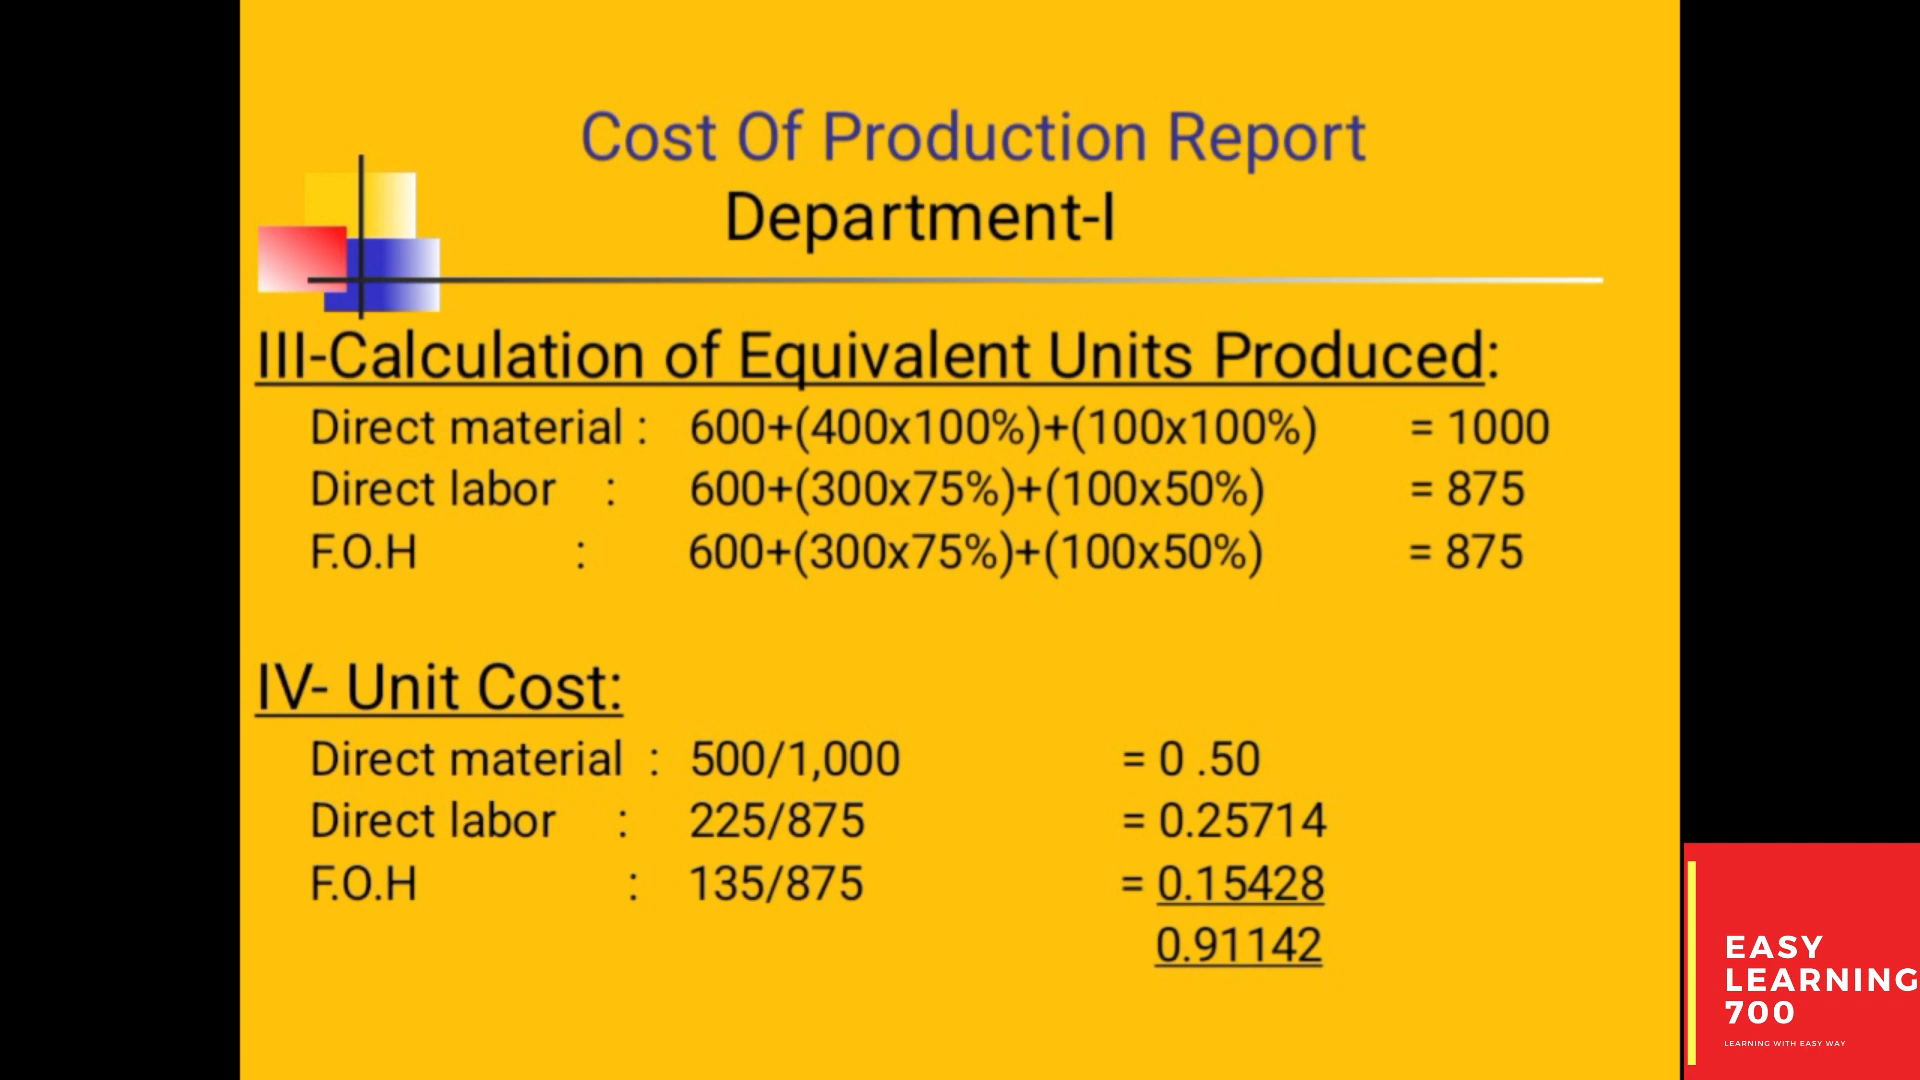 Cost Of Production Report
Department-I
III-Calculation of Equivalent Units Produced:
Direct material : 600+(400x100%)+(100x100%) = 1000
Direct labor : 600+(300x75%)+(100x50%) = 875
F.O.H : 600+(300x75%)+(100x50%) = 875
IV- Unit Cost:
Direct material : 500/1,000 = 0 .50
Direct labor : 225/875 = 0.25714
F.O.H : 135/875 = 0.15428
0.91142
EASY
LEARNING
700
LEARNING WITH EASY WAY